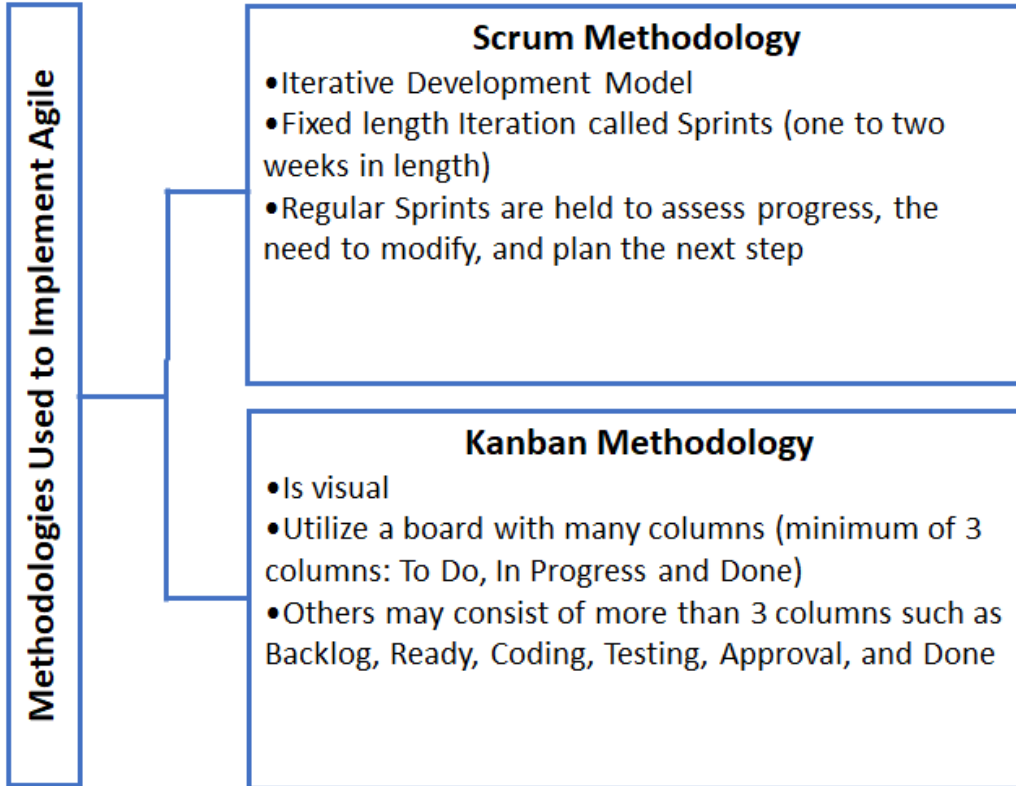 Methodologies Used to Implement Agile
Scrum Methodology
•Iterative Development Model
•Fixed length Iteration called Sprints (one to two
weeks in length)
•Regular Sprints are held to assess progress, the
need to modify, and plan the next step
Kanban Methodology
•Is visual
•Utilize a board with many columns (minimum of 3
columns: To Do, In Progress and Done)
•Others may consist of more than 3 columns such as
Backlog, Ready, Coding, Testing, Approval, and Done